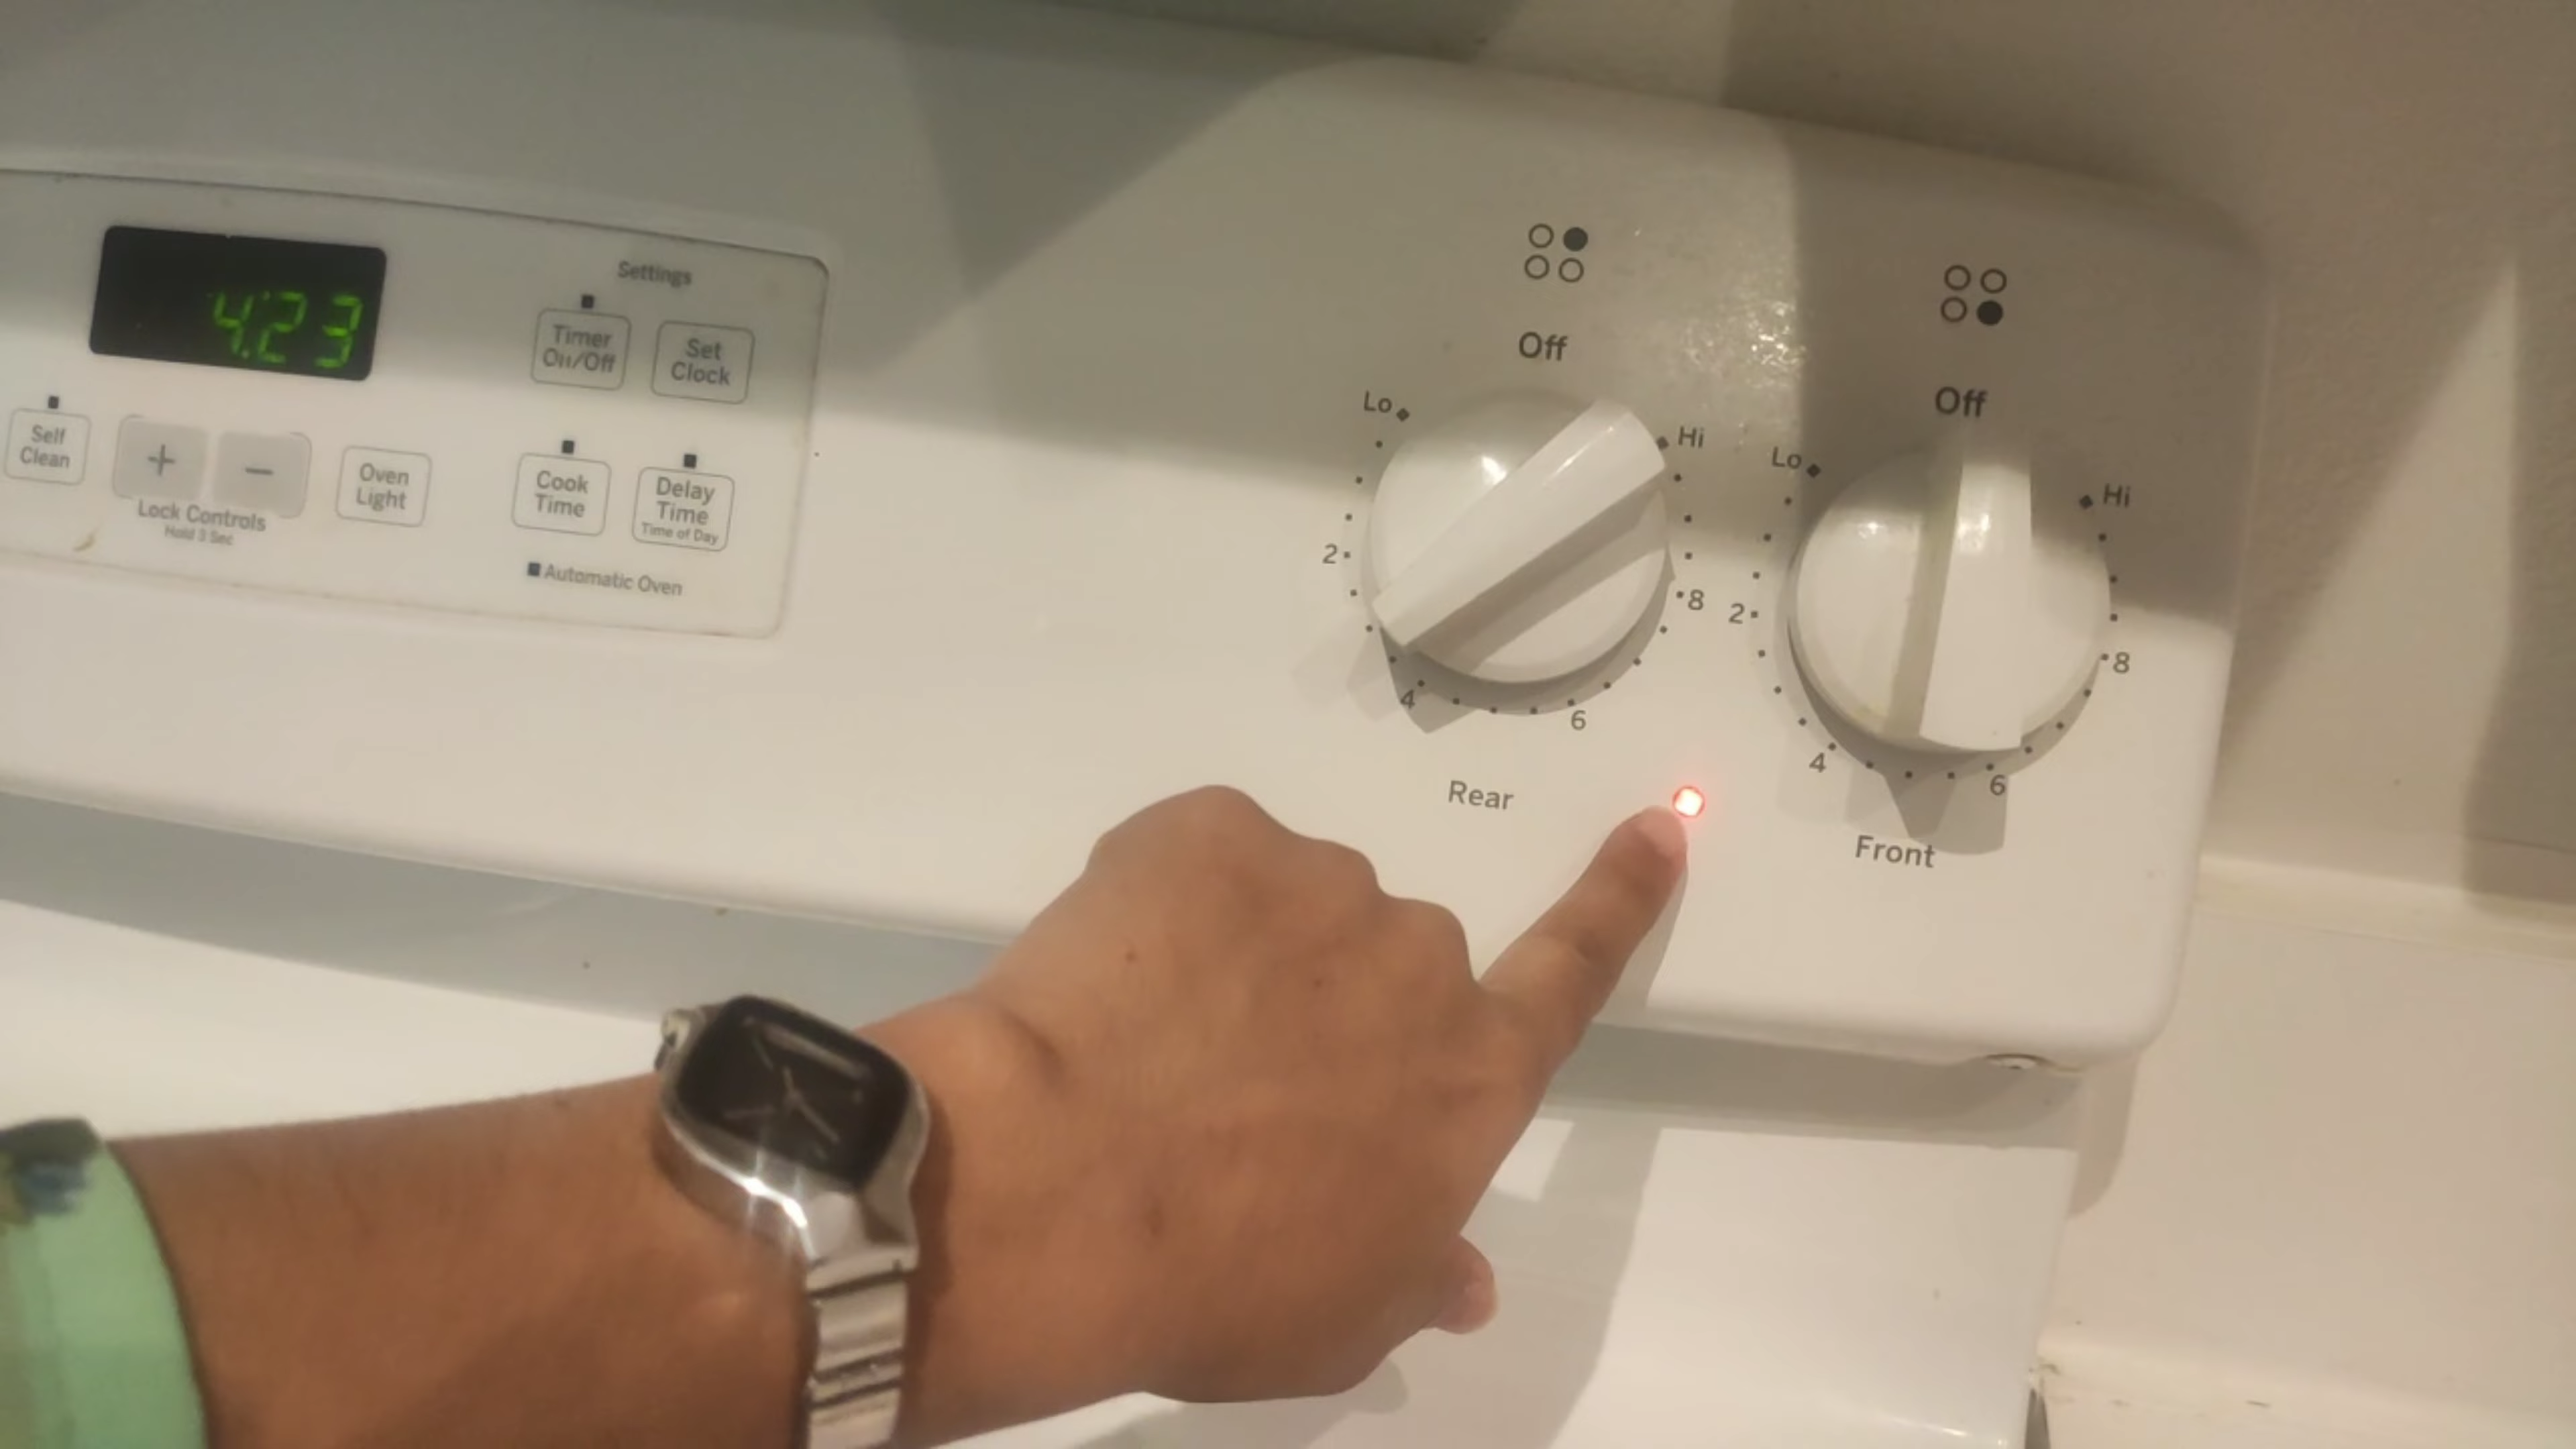 4:23
Settings
Timer
On/Off
Set
Clock
Self
Clean
+
−
Lock Controls
Hold 3 Sec
Oven
Light
Cook
Time
Delay
Time
Time of Day
Automatic Oven
Off
Lo
Hi
2
8
4
6
Rear
Off
Lo
Hi
2
8
4
6
Front